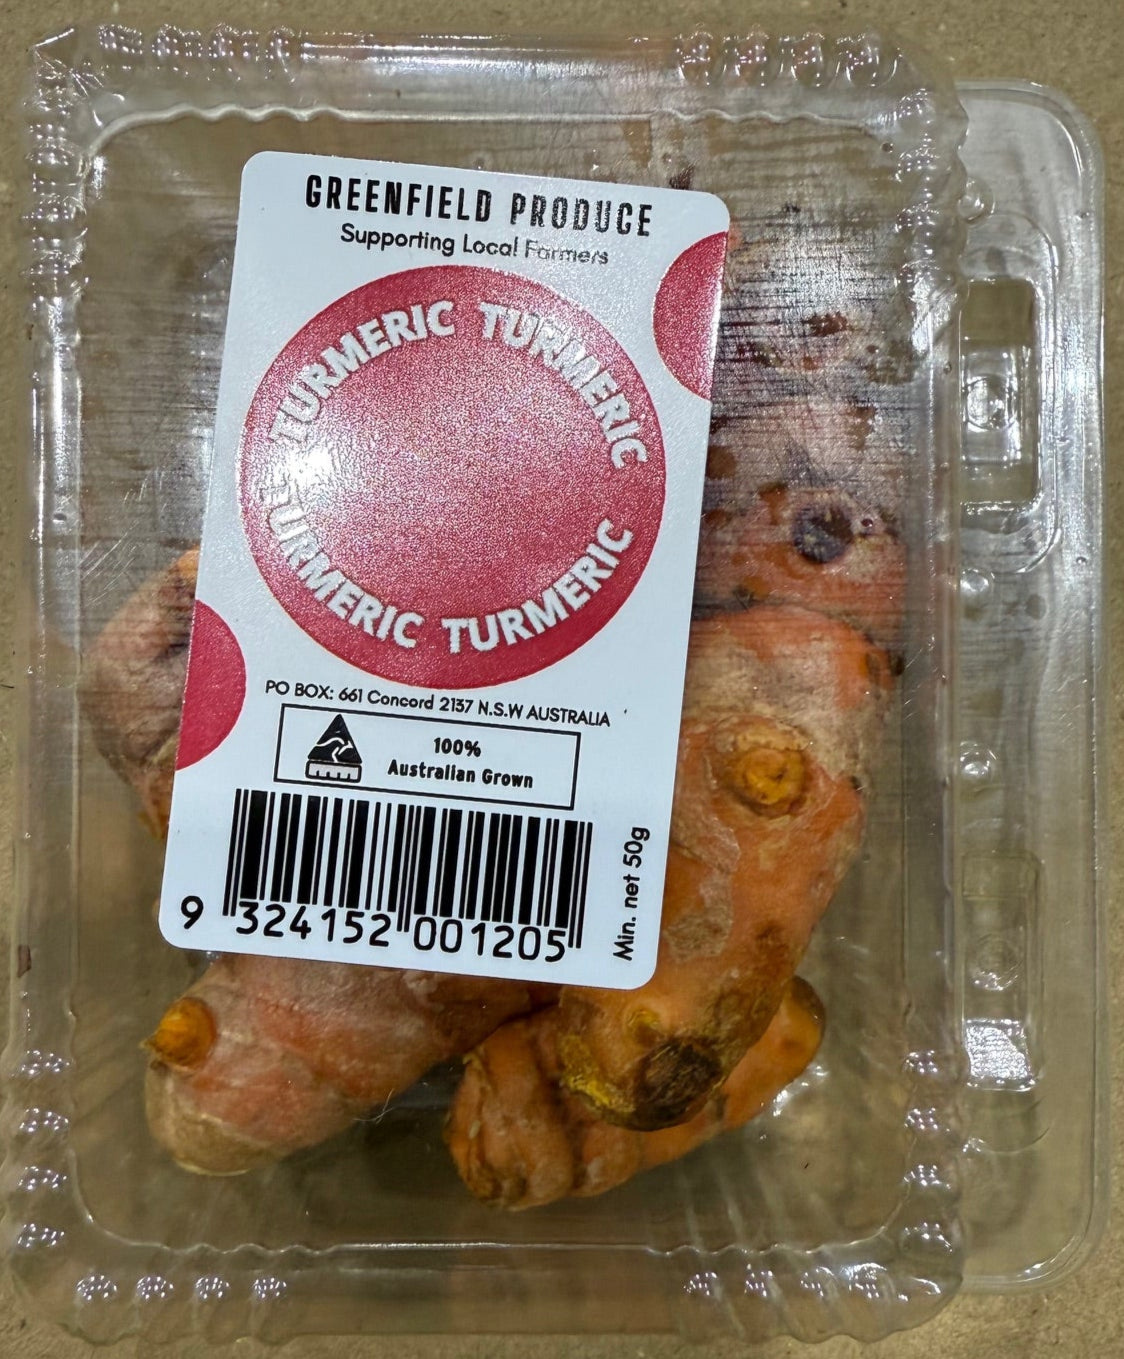 GREENFIELD PRODUCE
Supporting Local Farmers
TURMERIC TURMERIC
TURMERIC TURMERIC
PO BOX: 661 Concord 2137 N.S.W AUSTRALIA
100%
Australian Grown
9 324152 001205
Min. net 50g